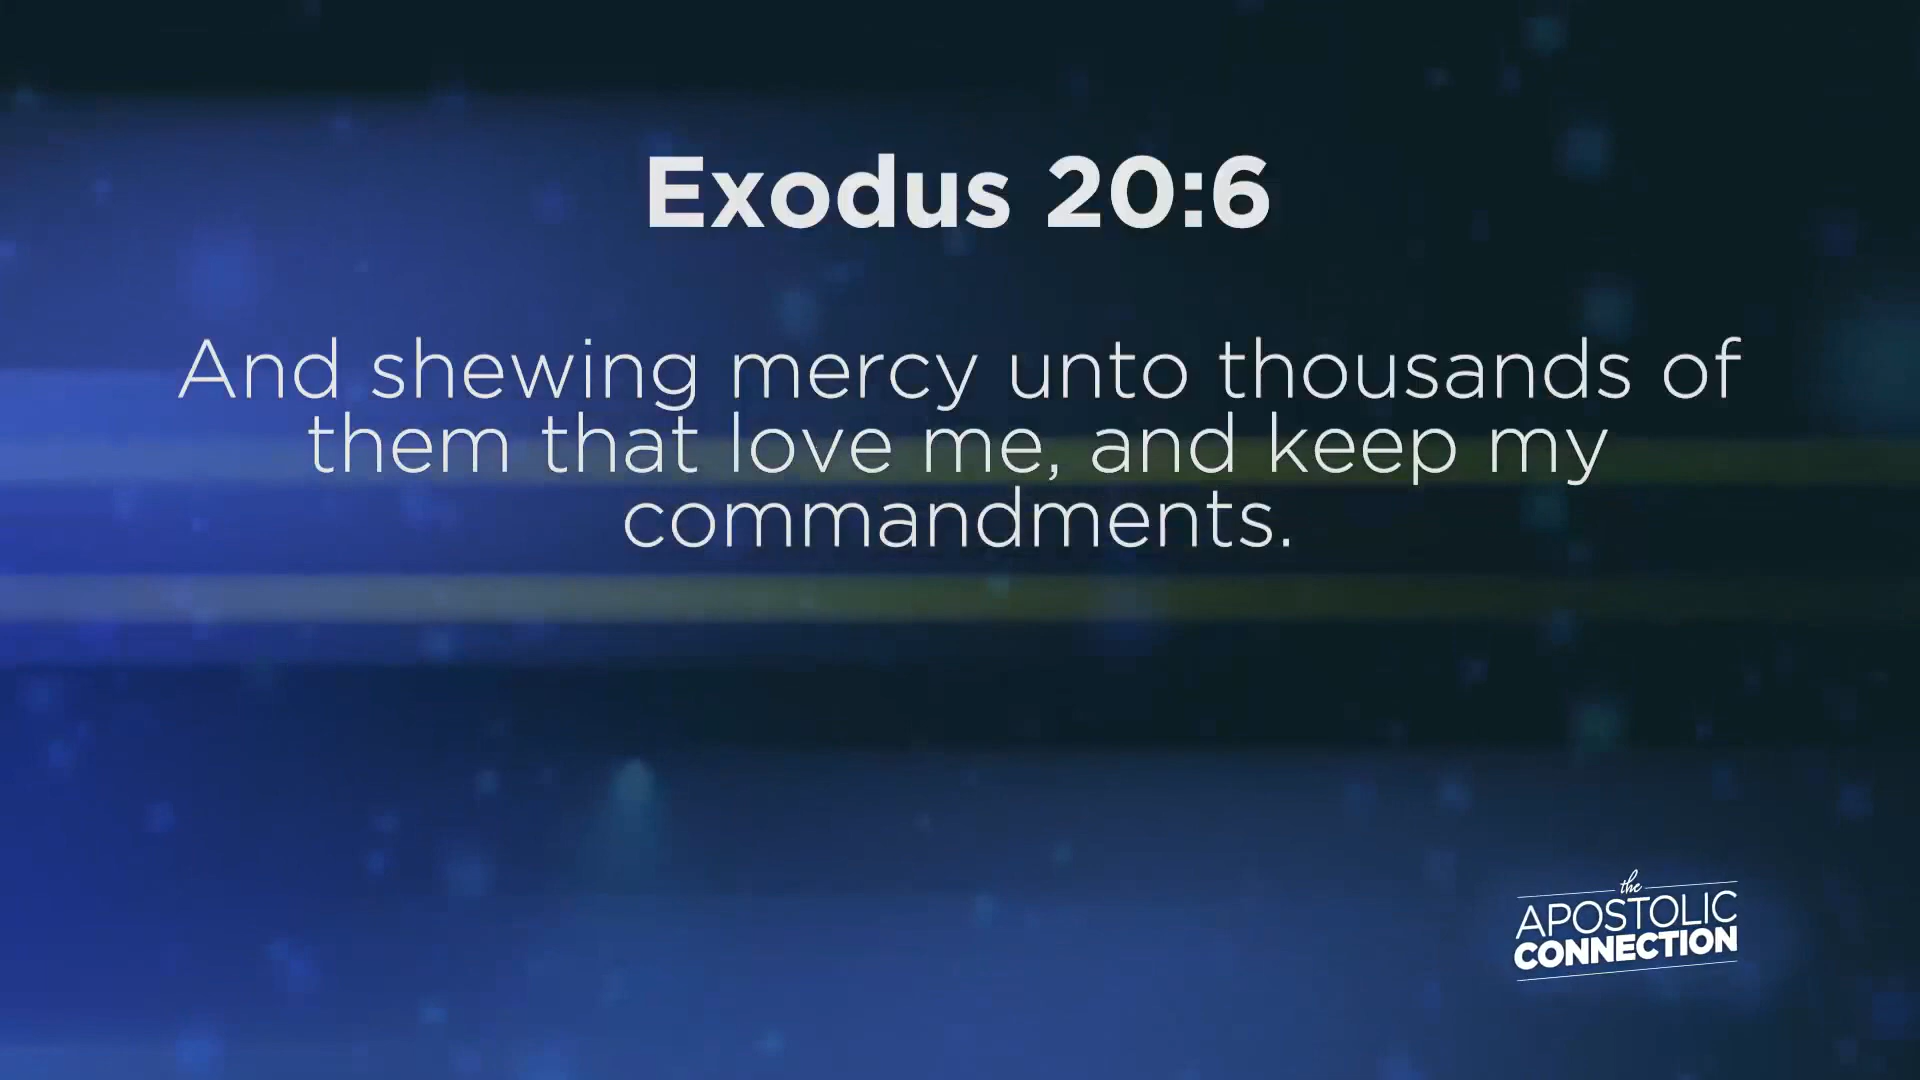 Exodus 20:6
And shewing mercy unto thousands of
them that love me, and keep my
commandments.
the
APOSTOLIC
CONNECTION